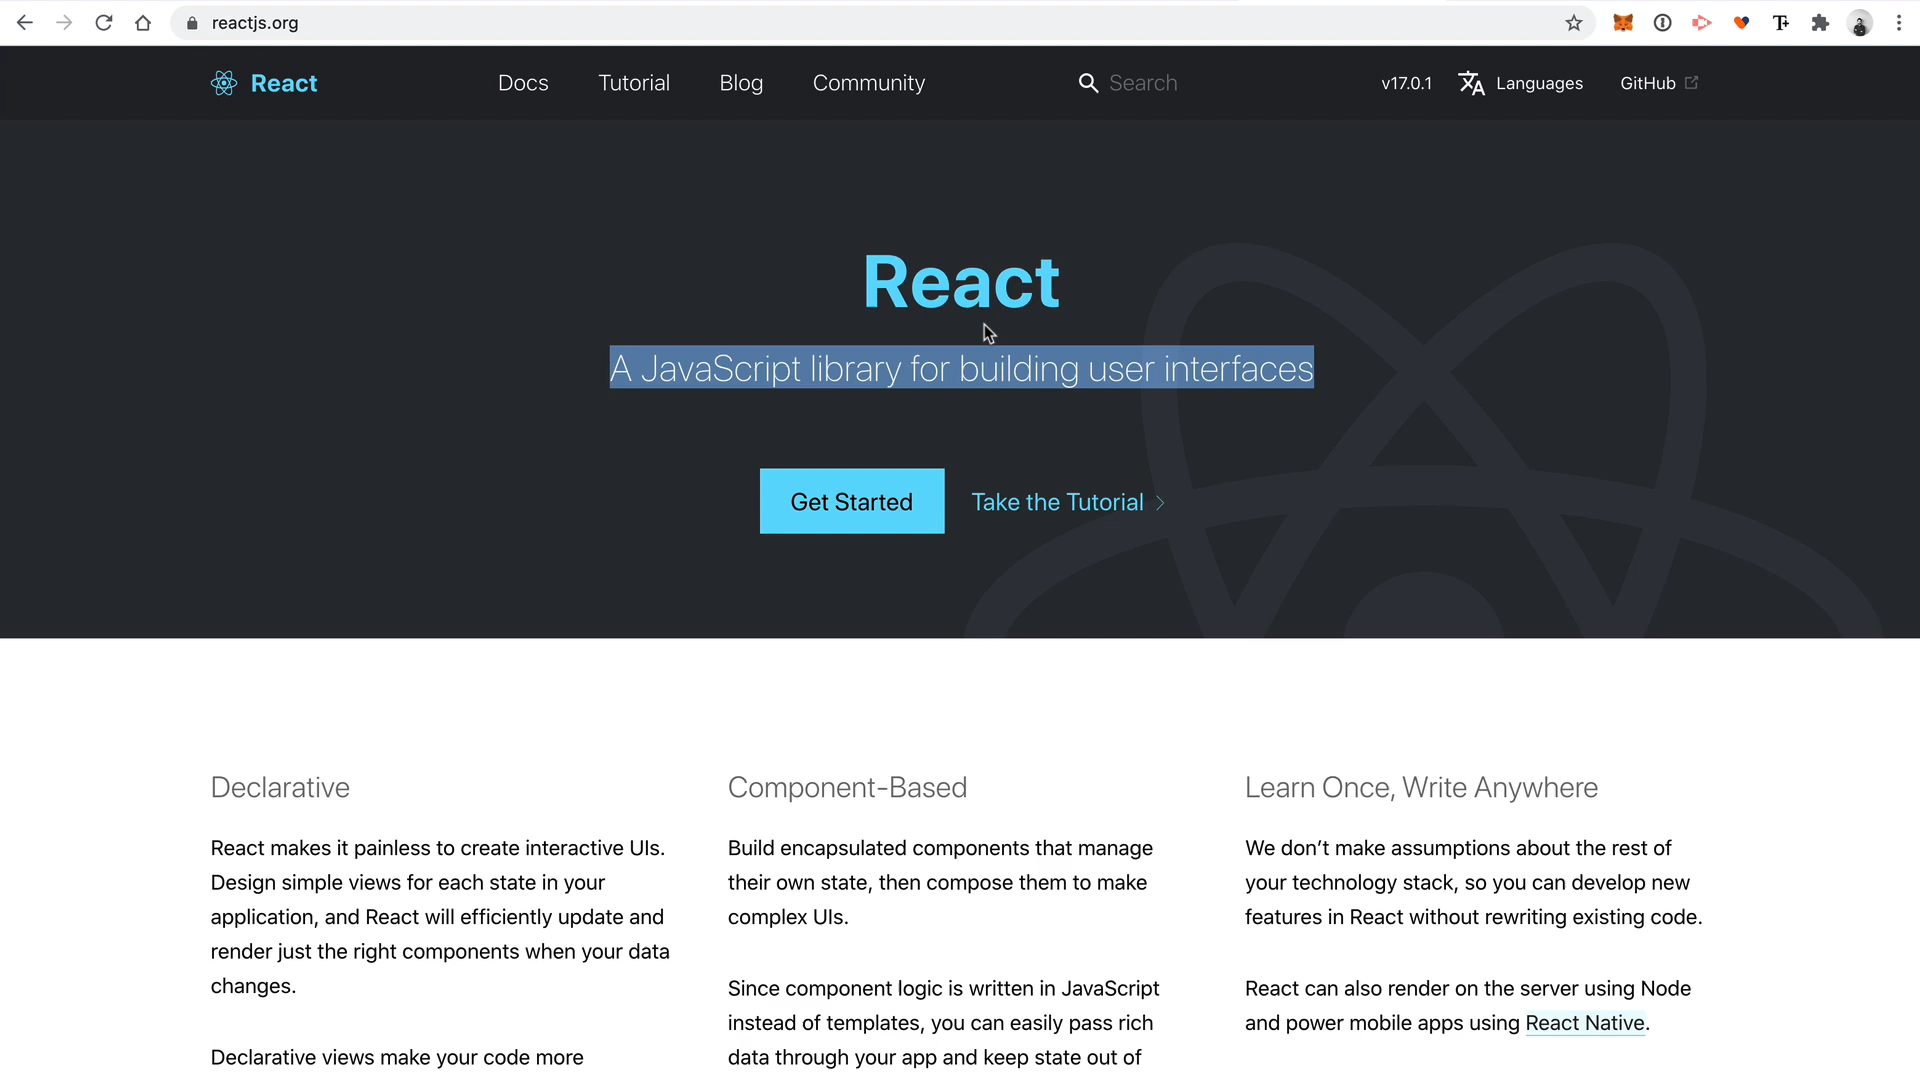 reactjs.org
React
Docs
Tutorial
Blog
Community
Search
v17.0.1
Languages
GitHub
React
A JavaScript library for building user interfaces
Get Started
Take the Tutorial
Declarative
React makes it painless to create interactive UIs.
Design simple views for each state in your
application, and React will efficiently update and
render just the right components when your data
changes.
Declarative views make your code more
Component-Based
Build encapsulated components that manage
their own state, then compose them to make
complex UIs.
Since component logic is written in JavaScript
instead of templates, you can easily pass rich
data through your app and keep state out of
Learn Once, Write Anywhere
We don’t make assumptions about the rest of
your technology stack, so you can develop new
features in React without rewriting existing code.
React can also render on the server using Node
and power mobile apps using React Native.